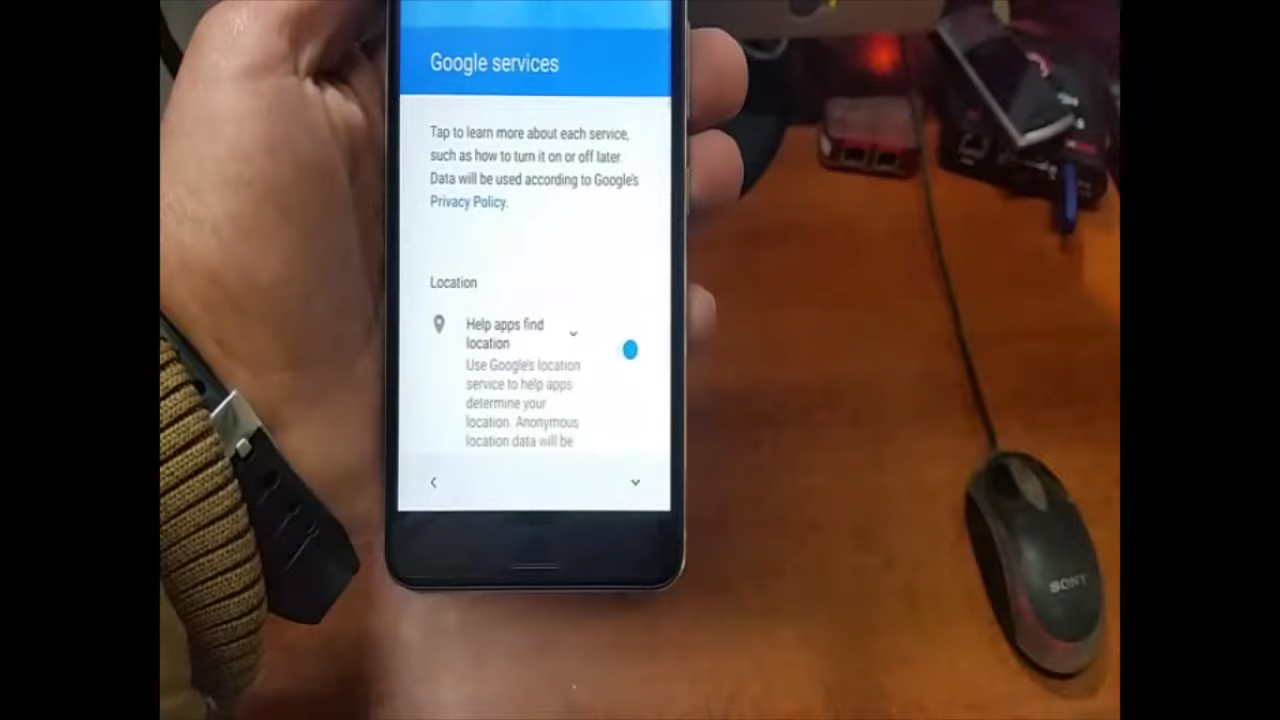 Google services
Tap to learn more about each service,
such as how to turn it on or off later.
Data will be used according to Google's
Privacy Policy.
Location
Help apps find
location
Use Google's location
service to help apps
determine your
location. Anonymous
location data will be
SONY